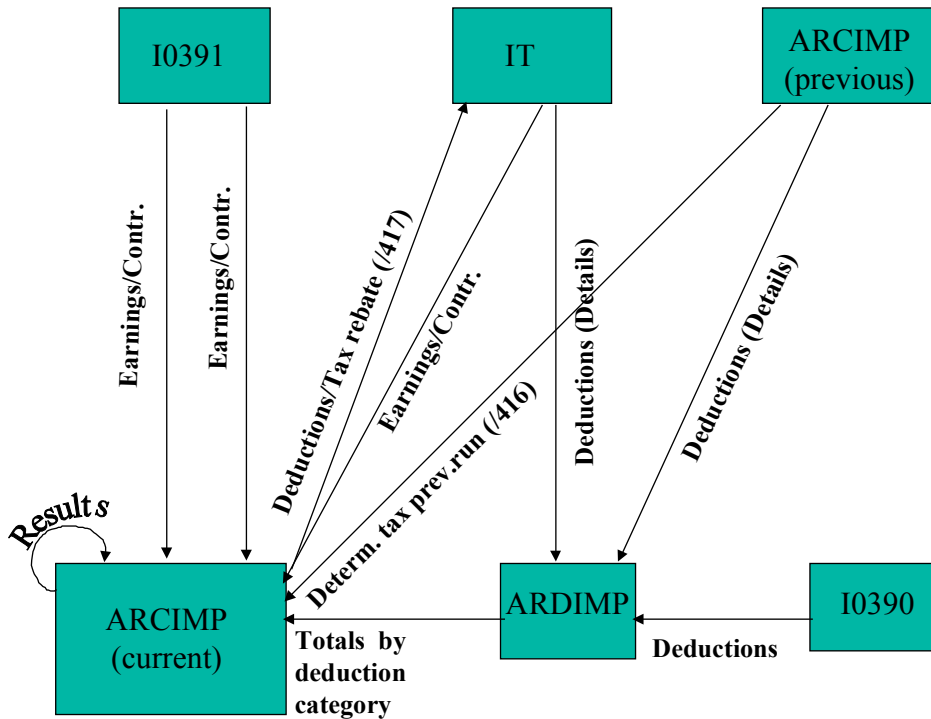 I0391
IT
ARCIMP
(previous)
Earnings/Contr.
Earnings/Contr.
Deductions/Tax rebate (/417)
Earnings/Contr.
Deductions (Details)
Deductions (Details)
Determ. tax prev.run (/416)
Results
ARCIMP
(current)
ARDIMP
I0390
Totals by
deduction
category
Deductions